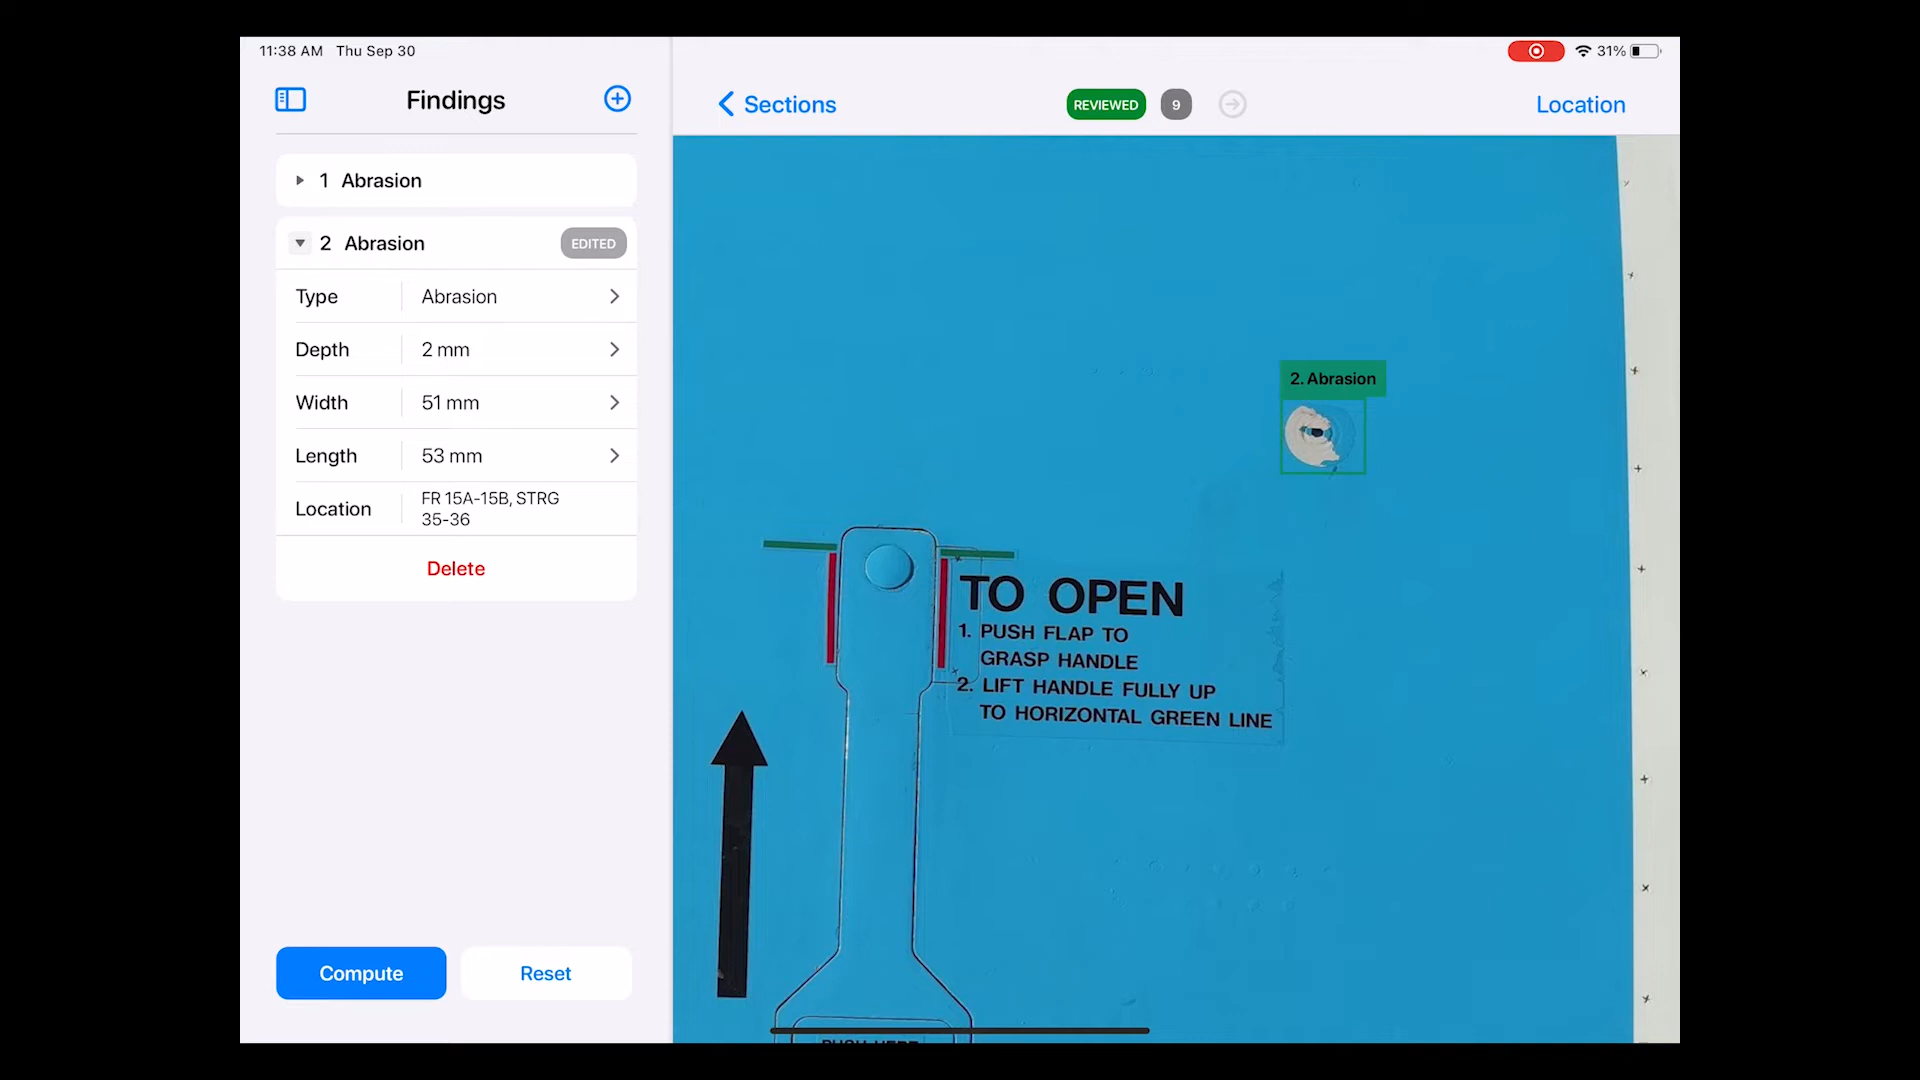 11:38 AM Thu Sep 30
31%
Findings
Sections
REVIEWED
9
Location
1 Abrasion
2 Abrasion
EDITED
Type Abrasion
Depth 2 mm
Width 51 mm
Length 53 mm
Location FR 15A-15B, STRG
35-36
Delete
Compute
Reset
2. Abrasion
TO OPEN
1. PUSH FLAP TO
GRASP HANDLE
2. LIFT HANDLE FULLY UP
TO HORIZONTAL GREEN LINE
PUSH HERE